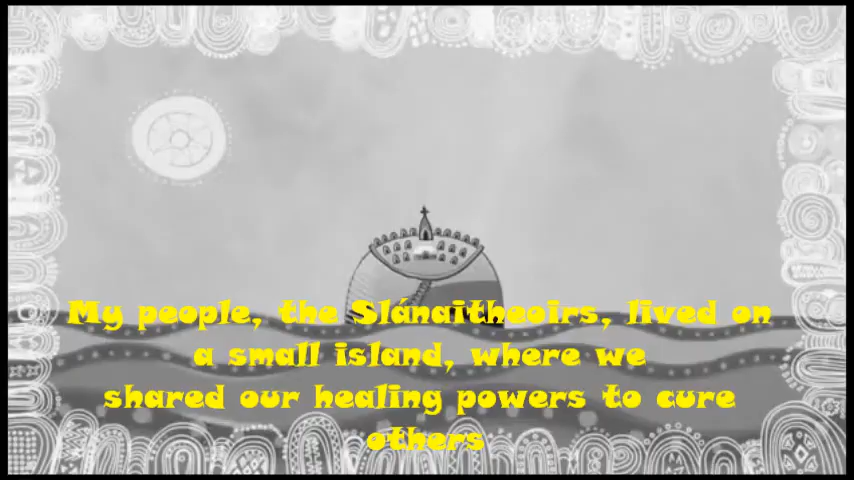 My people, the Slánaitheoirs, lived on
a small island, where we
shared our healing powers to cure
others